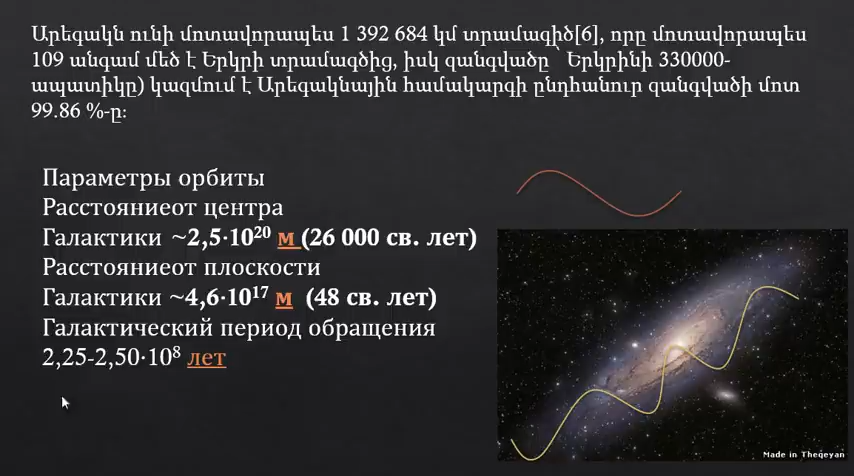 Արեգակն ունի մոտավորապես 1 392 684 կմ տրամագիծ[6], որը մոտավորապես
109 անգամ մեծ է Երկրի տրամագծից, իսկ զանգվածը՝ Երկրինի 330000-
ապատիկը) կազմում է Արեգակնային համակարգի ընդհանուր զանգվածի մոտ
99.86 %-ը:
Параметры орбиты
Расстояниеот центра
Галактики ~2,5·10²⁰ м (26 000 св. лет)
Расстояниеот плоскости
Галактики ~4,6·10¹⁷ м (48 св. лет)
Галактический период обращения
2,25-2,50·10⁸ лет
Made in Theqeyan